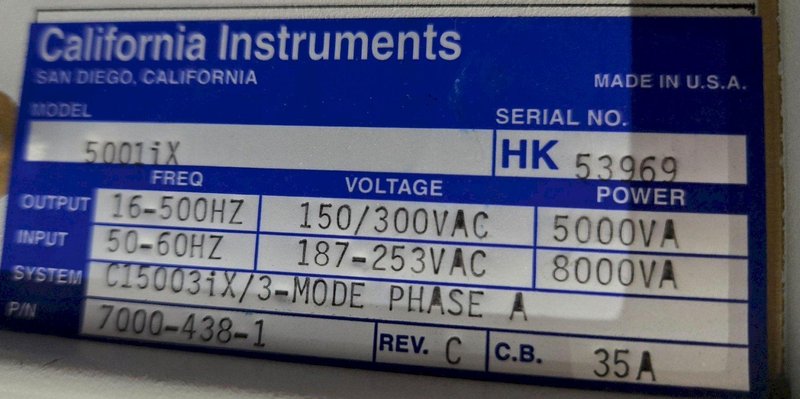 California Instruments
SAN DIEGO, CALIFORNIA MADE IN U.S.A.
MODEL SERIAL NO.
5001iX HK 53969
FREQ VOLTAGE POWER
OUTPUT 16-500HZ 150/300VAC 5000VA
INPUT 50-60HZ 187-253VAC 8000VA
SYSTEM C15003iX/3-MODE PHASE A
P/N 7000-438-1 REV. C C.B. 35A